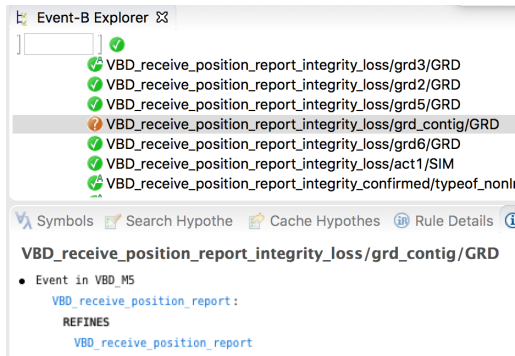 Event-B Explorer
VBD_receive_position_report_integrity_loss/grd3/GRD
VBD_receive_position_report_integrity_loss/grd2/GRD
VBD_receive_position_report_integrity_loss/grd5/GRD
VBD_receive_position_report_integrity_loss/grd_contig/GRD
VBD_receive_position_report_integrity_loss/grd6/GRD
VBD_receive_position_report_integrity_loss/act1/SIM
VBD_receive_position_report_integrity_confirmed/typeof_nonIn
Symbols Search Hypothe Cache Hypothes Rule Details
VBD_receive_position_report_integrity_loss/grd_contig/GRD
Event in VBD_M5
VBD_receive_position_report:
REFINES
VBD_receive_position_report